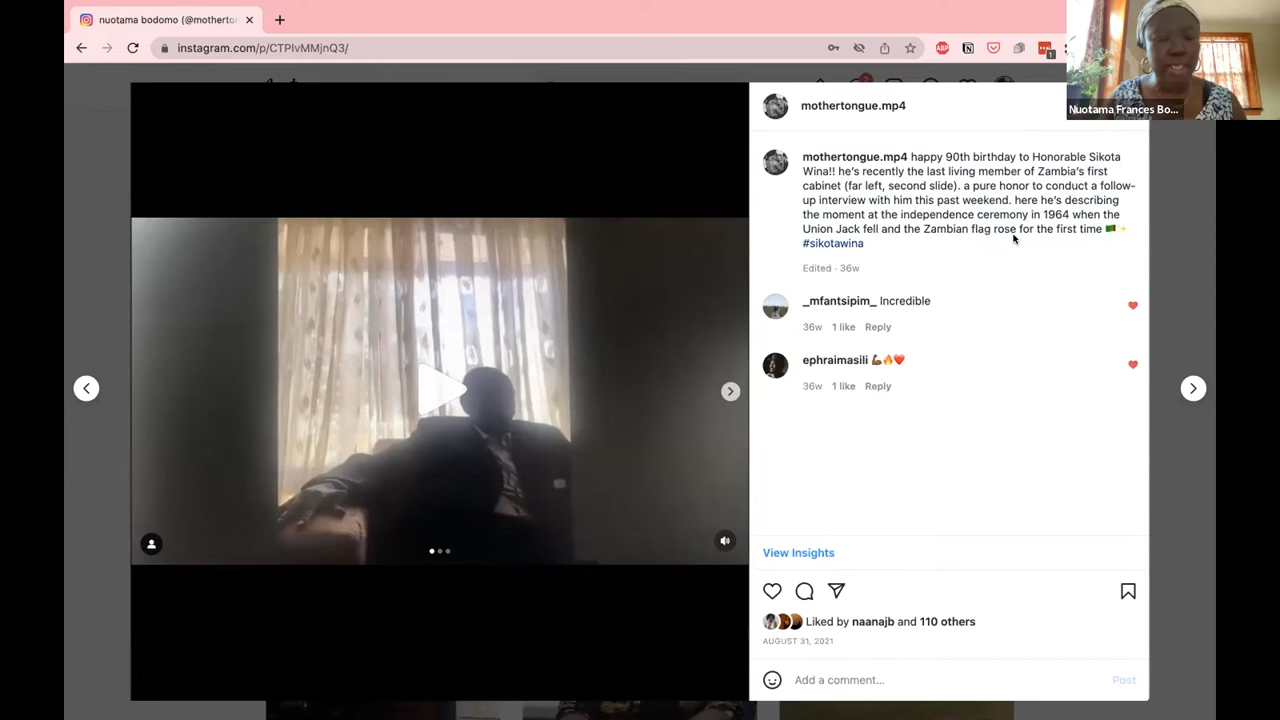 nuotama bodomo (@motherto
instagram.com/p/CTPIvMMjnQ3/
ABP
1
Nuotama Frances Bo...
mothertongue.mp4
mothertongue.mp4 happy 90th birthday to Honorable Sikota
Wina!! he's recently the last living member of Zambia's first
cabinet (far left, second slide). a pure honor to conduct a follow-
up interview with him this past weekend. here he's describing
the moment at the independence ceremony in 1964 when the
Union Jack fell and the Zambian flag rose for the first time 🇿🇲✨
#sikotawina
Edited · 36w
_mfantsipim_ Incredible
36w 1 like Reply
ephraimasili 💪🏾🔥❤️
36w 1 like Reply
View Insights
Liked by naanajb and 110 others
AUGUST 31, 2021
Add a comment...
Post